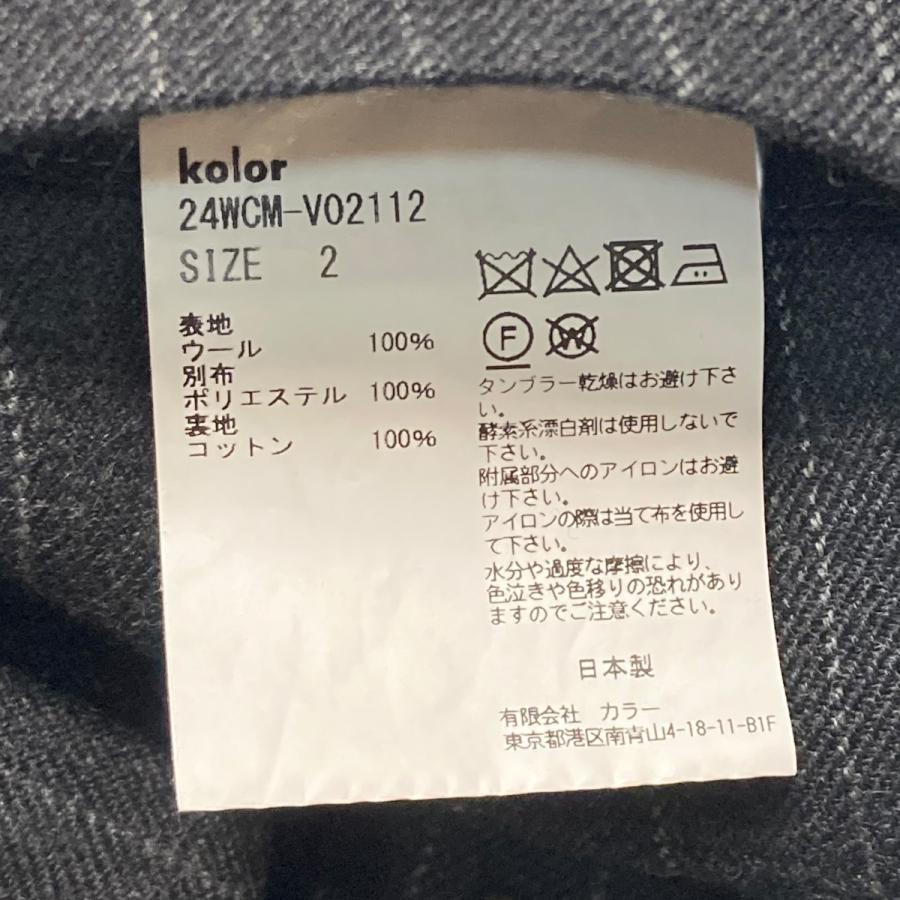 kolor
24WCM-V02112
SIZE 2
表地
ウール 100%
別布
ポリエステル 100%
裏地
コットン 100%
F
W
タンブラー乾燥はお避け下さ
い。
酵素系漂白剤は使用しないで
下さい。
附属部分へのアイロンはお避
け下さい。
アイロンの際は当て布を使用し
て下さい。
水分や過度な摩擦により、
色泣きや色移りの恐れがあり
ますのでご注意ください。
日本製
有限会社 カラー
東京都港区南青山4-18-11-B1F